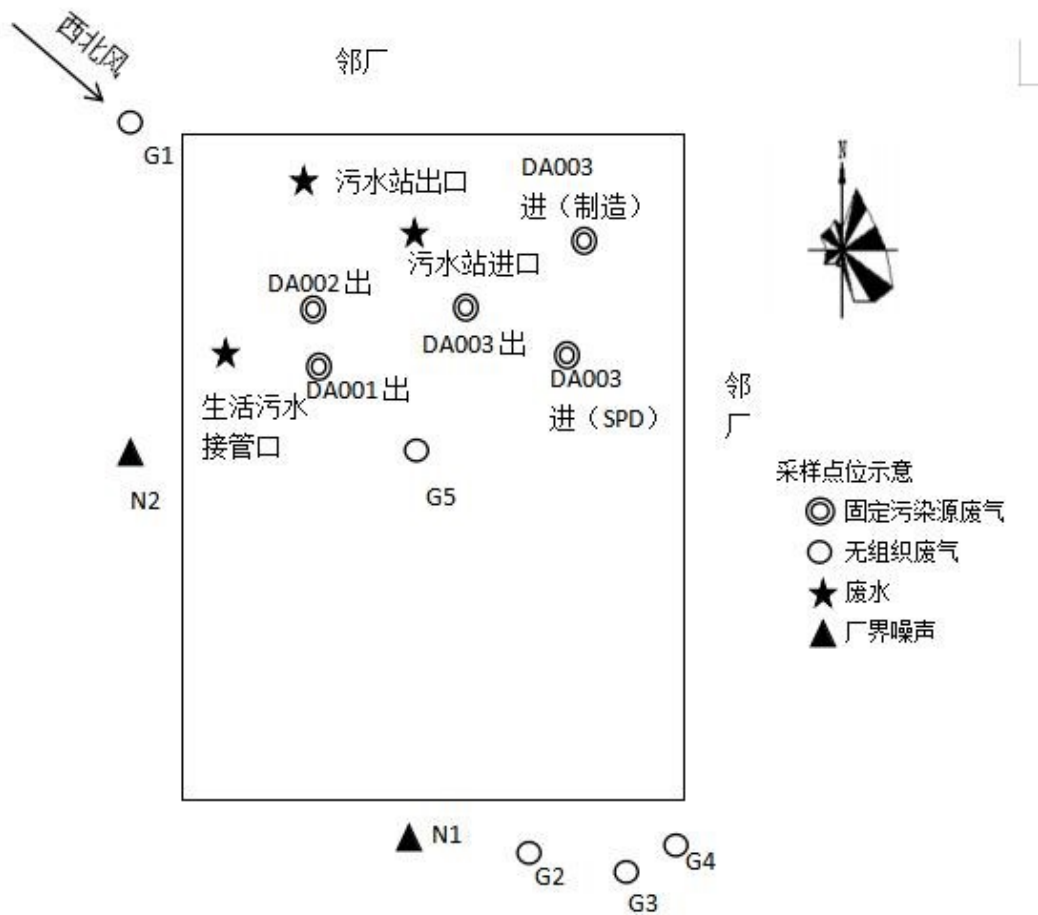 西北风
邻厂
G1
N
DA003
进（制造）
污水站出口
污水站进口
DA002出
DA003出
DA003
进（SPD）
DA001出
生活污水
接管口
邻
厂
N2
G5
采样点位示意
固定污染源废气
无组织废气
废水
厂界噪声
N1
G2
G3
G4